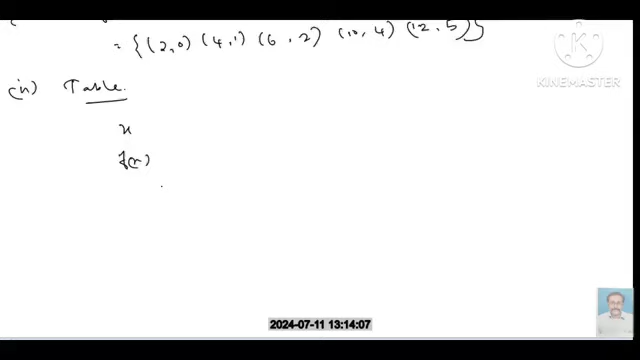 = {(2,0) (4,1) (6,2) (10,4) (12,5)}
(ii) Table
x
f(x)
KINEMASTER
2024-07-11 13:14:07